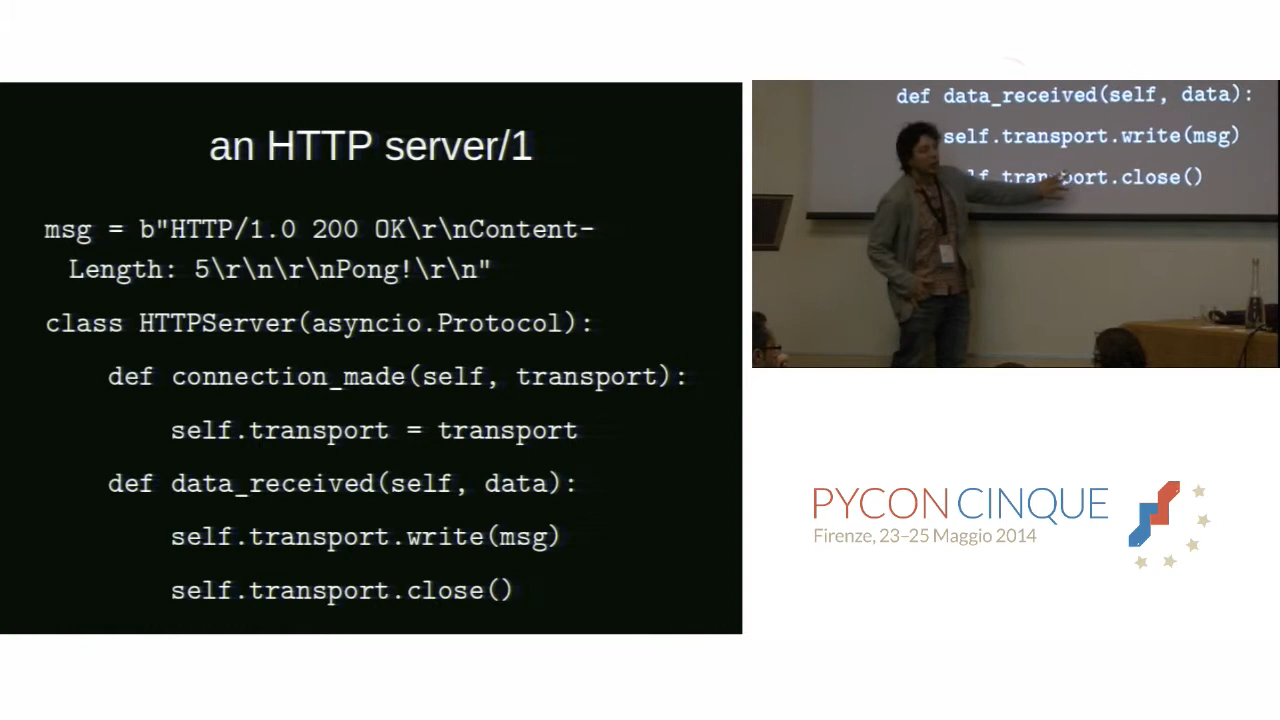 an HTTP server/1
msg = b"HTTP/1.0 200 OK\r\nContent-
Length: 5\r\n\r\nPong!\r\n"
class HTTPServer(asyncio.Protocol):
def connection_made(self, transport):
self.transport = transport
def data_received(self, data):
self.transport.write(msg)
self.transport.close()
def data_received(self, data):
self.transport.write(msg)
transport.close()
PYCON CINQUE
Firenze, 23–25 Maggio 2014